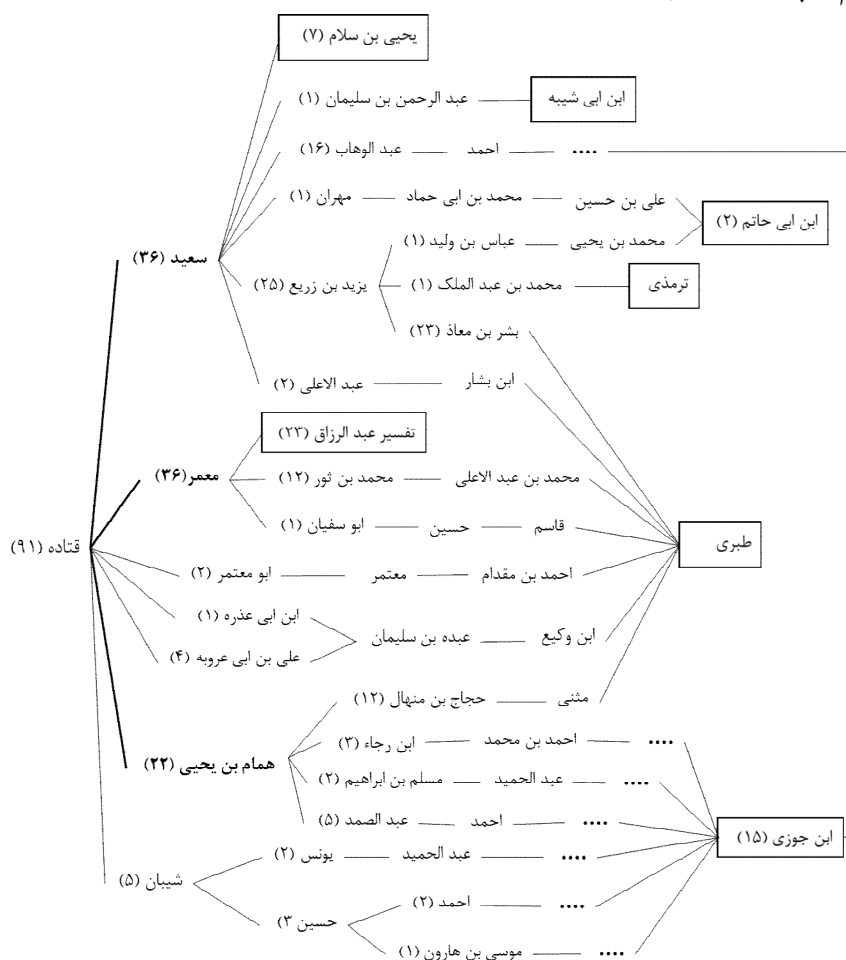 یحیی بن سلام (۷)
ابن ابی شیبه عبد الرحمن بن سلیمان (۱)
.... احمد عبد الوهاب (۱۶)
علی بن حسین محمد بن ابی حماد مهران (۱)
ابن ابی حاتم (۲)
محمد بن یحیی عباس بن ولید (۱)
سعید (۳۶)
ترمذی محمد بن عبد الملک (۱) یزید بن زریع (۲۵)
بشر بن معاذ (۲۳)
ابن بشار عبد الاعلی (۲)
تفسیر عبد الرزاق (۲۳)
محمد بن عبد الاعلی محمد بن ثور (۱۲) معمر(۳۶)
قاسم حسین ابو سفیان (۱)
طبری
قتاده (۹۱)
احمد بن مقدام معتمر ابو معتمر (۲)
ابن ابی عذره (۱)
ابن وکیع عبده بن سلیمان
علی بن ابی عروبه (۴)
مثنی حجاج بن منهال (۱۲)
.... احمد بن محمد ابن رجاء (۳)
همام بن یحیی (۲۲)
.... عبد الحمید مسلم بن ابراهیم (۲)
.... احمد عبد الصمد (۵)
ابن جوزی (۱۵)
.... عبد الحمید یونس (۲)
شیبان (۵)
.... احمد (۲)
حسین ۳)
.... موسی بن هارون (۱)